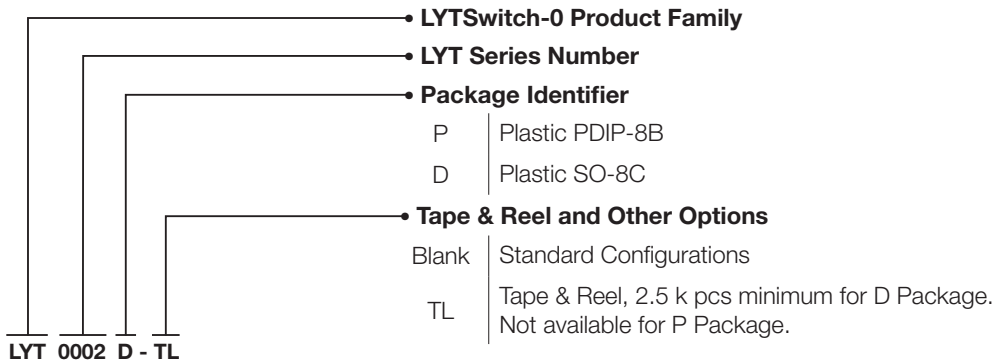 LYTSwitch-0 Product Family
LYT Series Number
Package Identifier
P Plastic PDIP-8B
D Plastic SO-8C
Tape & Reel and Other Options
Blank Standard Configurations
TL Tape & Reel, 2.5 k pcs minimum for D Package.
Not available for P Package.
LYT 0002 D - TL